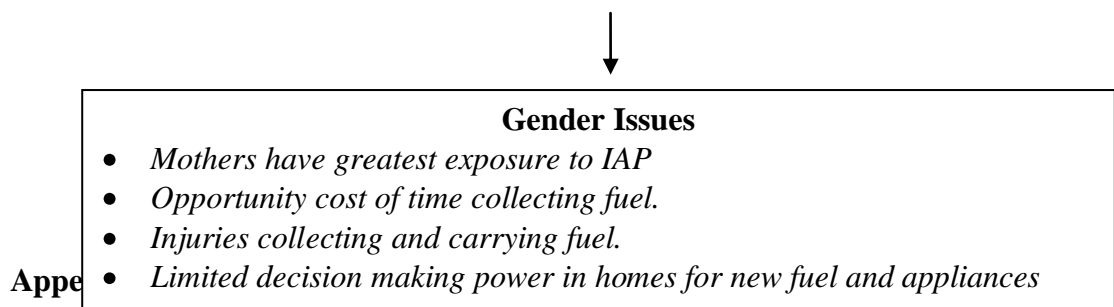 Gender Issues
• Mothers have greatest exposure to IAP
• Opportunity cost of time collecting fuel.
• Injuries collecting and carrying fuel.
Appe • Limited decision making power in homes for new fuel and appliances